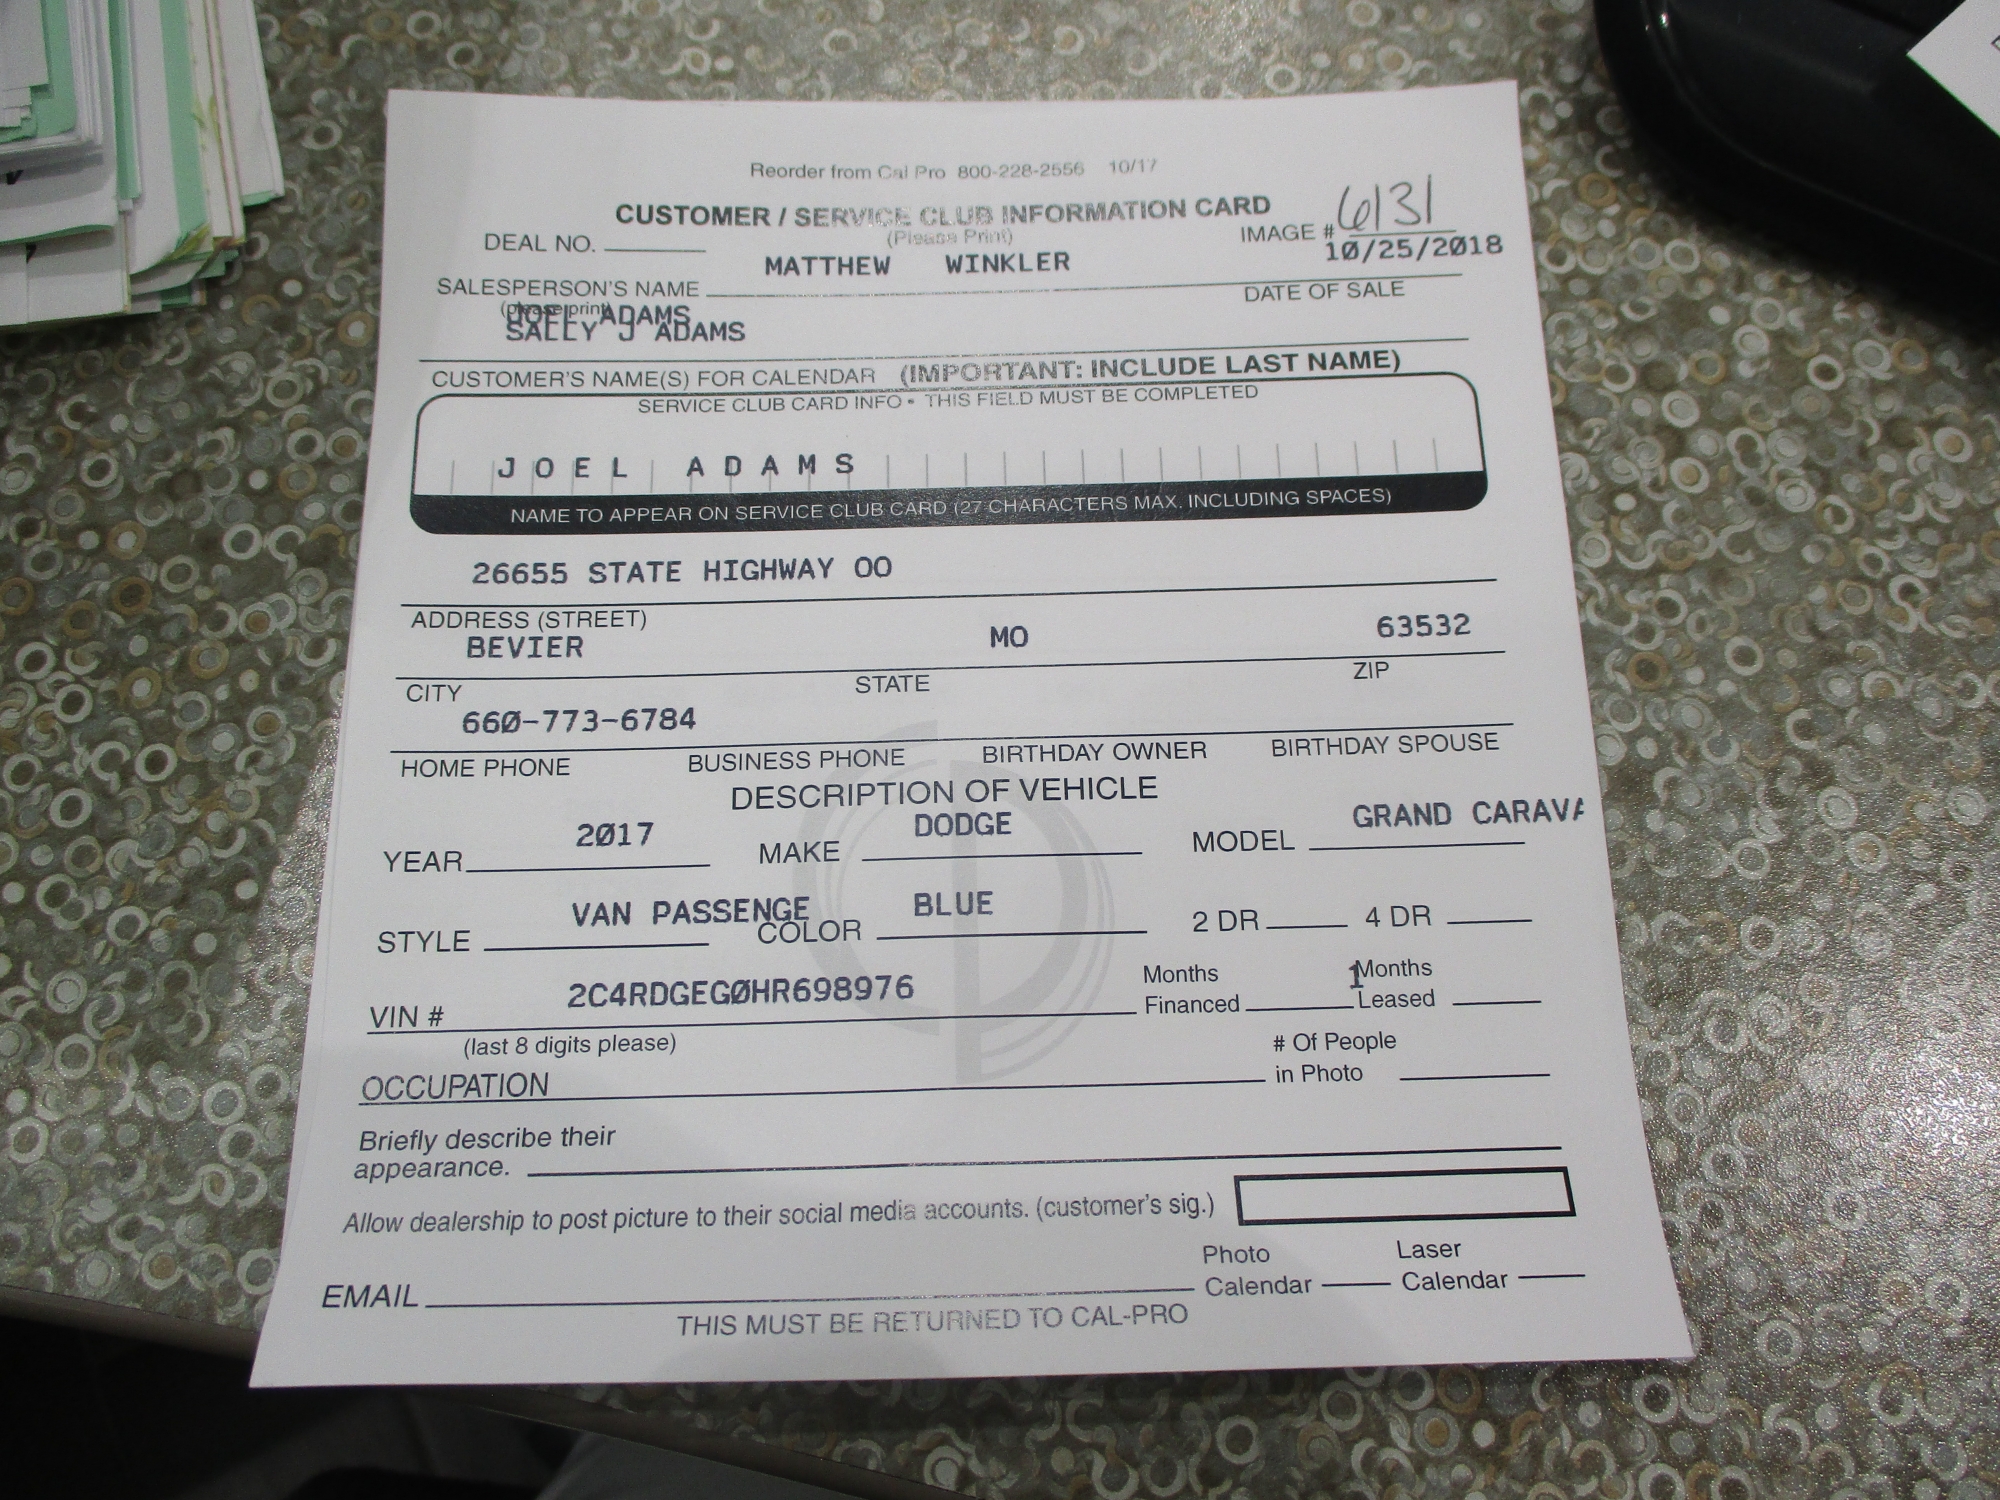 Reorder from Cal Pro 800-228-2556 10/17
CUSTOMER / SERVICE CLUB INFORMATION CARD
(Please Print)
DEAL NO.
IMAGE # 6131
MATTHEW WINKLER
10/25/2018
SALESPERSON'S NAME
(please print)
DATE OF SALE
JOEL ADAMS
SALLY J ADAMS
CUSTOMER'S NAME(S) FOR CALENDAR (IMPORTANT: INCLUDE LAST NAME)
SERVICE CLUB CARD INFO • THIS FIELD MUST BE COMPLETED
JOEL ADAMS
NAME TO APPEAR ON SERVICE CLUB CARD (27 CHARACTERS MAX. INCLUDING SPACES)
26655 STATE HIGHWAY OO
ADDRESS (STREET)
BEVIER MO 63532
CITY STATE ZIP
660-773-6784
HOME PHONE BUSINESS PHONE BIRTHDAY OWNER BIRTHDAY SPOUSE
DESCRIPTION OF VEHICLE
YEAR 2017 MAKE DODGE MODEL GRAND CARAVA
STYLE VAN PASSENGE COLOR BLUE 2 DR 4 DR
VIN # 2C4RDGEG0HR698976
(last 8 digits please)
Months Financed 1 Months Leased
OCCUPATION
# Of People in Photo
Briefly describe their
appearance.
Allow dealership to post picture to their social media accounts. (customer's sig.)
EMAIL
Photo Calendar
Laser Calendar
THIS MUST BE RETURNED TO CAL-PRO